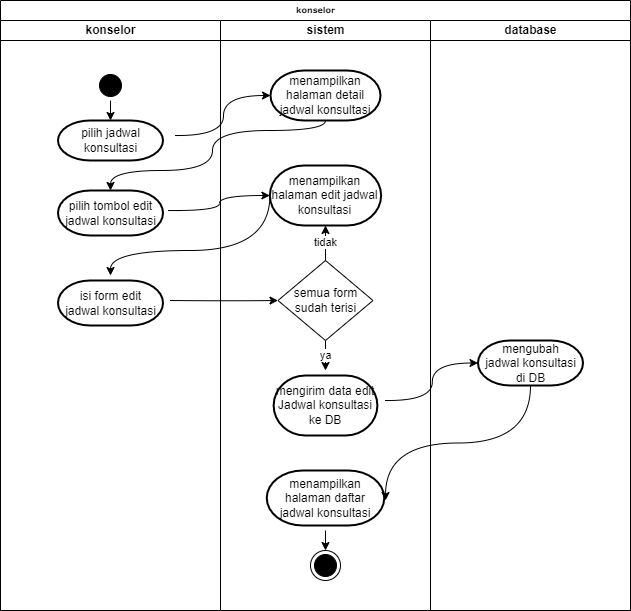 konselor
konselor
sistem
database
menampilkan
halaman detail
jadwal konsultasi
pilih jadwal
konsultasi
menampilkan
halaman edit jadwal
konsultasi
pilih tombol edit
jadwal konsultasi
tidak
isi form edit
jadwal konsultasi
semua form
sudah terisi
ya
mengubah
jadwal konsultasi
di DB
mengirim data edit
Jadwal konsultasi
ke DB
menampilkan
halaman daftar
jadwal konsultasi